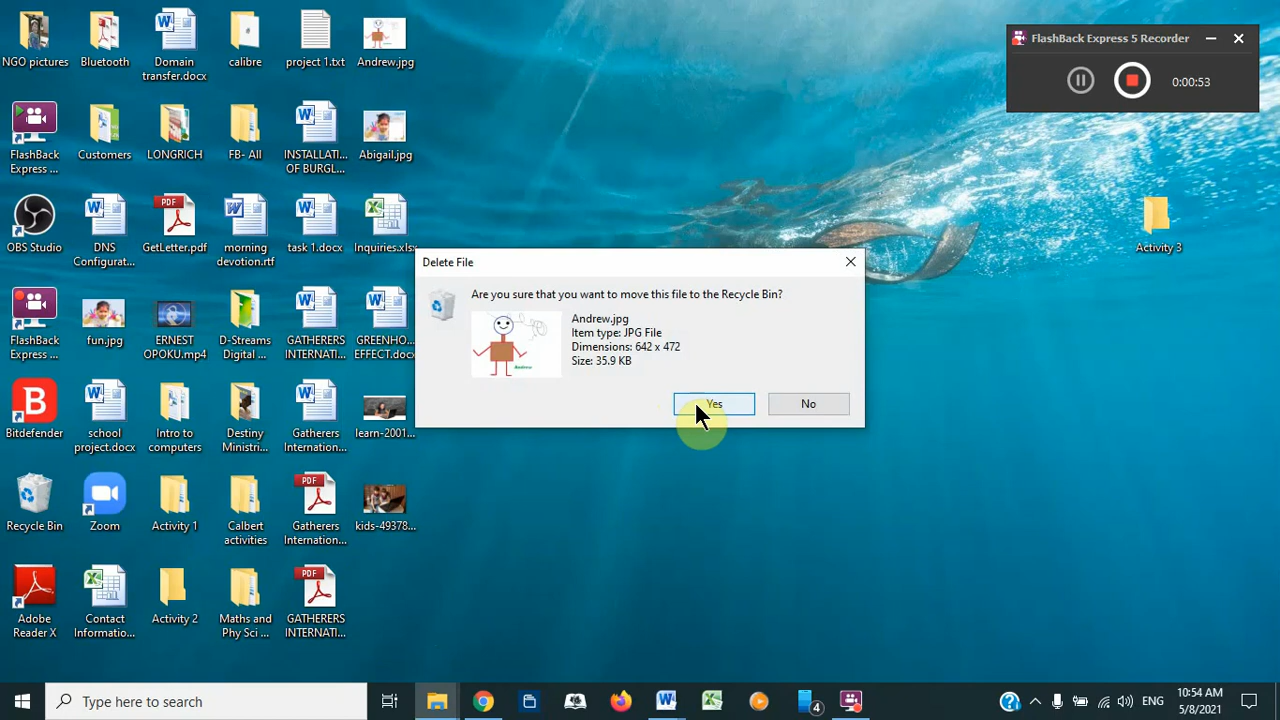 NGO pictures
Bluetooth
Domain
transfer.docx
calibre
project 1.txt
Andrew.jpg
FlashBack
Express ...
Customers
LONGRICH
FB- All
INSTALLATI...
OF BURGL...
Abigail.jpg
OBS Studio
DNS
Configurat...
PDF
GetLetter.pdf
morning
devotion.rtf
task 1.docx
Inquiries.xlsx
FlashBack
Express ...
fun.jpg
ERNEST
OPOKU.mp4
D-Streams
Digital ...
GATHERERS
INTERNATI...
GREENHO...
EFFECT.docx
Bitdefender
school
project.docx
Intro to
computers
Destiny
Ministri...
Gatherers
Internation...
learn-2001...
Recycle Bin
Zoom
Activity 1
Calbert
activities
PDF
Gatherers
Internation...
kids-49378...
Adobe
Reader X
Contact
Informatio...
Activity 2
Maths and
Phy Sci ...
PDF
GATHERERS
INTERNATI...
FlashBack Express 5 Recorder
0:00:53
Activity 3
Delete File
Are you sure that you want to move this file to the Recycle Bin?
Andrew.jpg
Item type: JPG File
Dimensions: 642 x 472
Size: 35.9 KB
Andrew
Yes
No
Type here to search
4
ENG
10:54 AM
5/8/2021